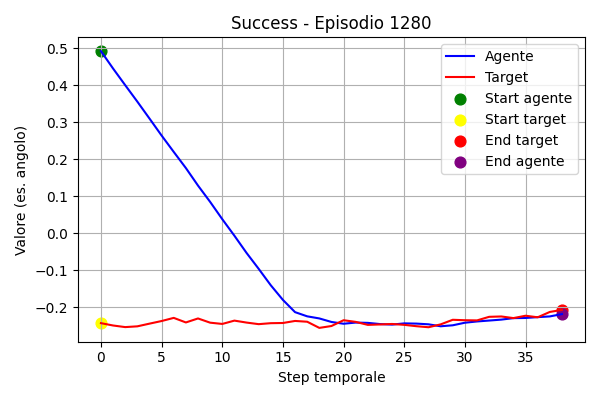 Success - Episodio 1280
Valore (es. angolo)
0.5
0.4
0.3
0.2
0.1
0.0
−0.1
−0.2
Agente
Target
Start agente
Start target
End target
End agente
0 5 10 15 20 25 30 35
Step temporale